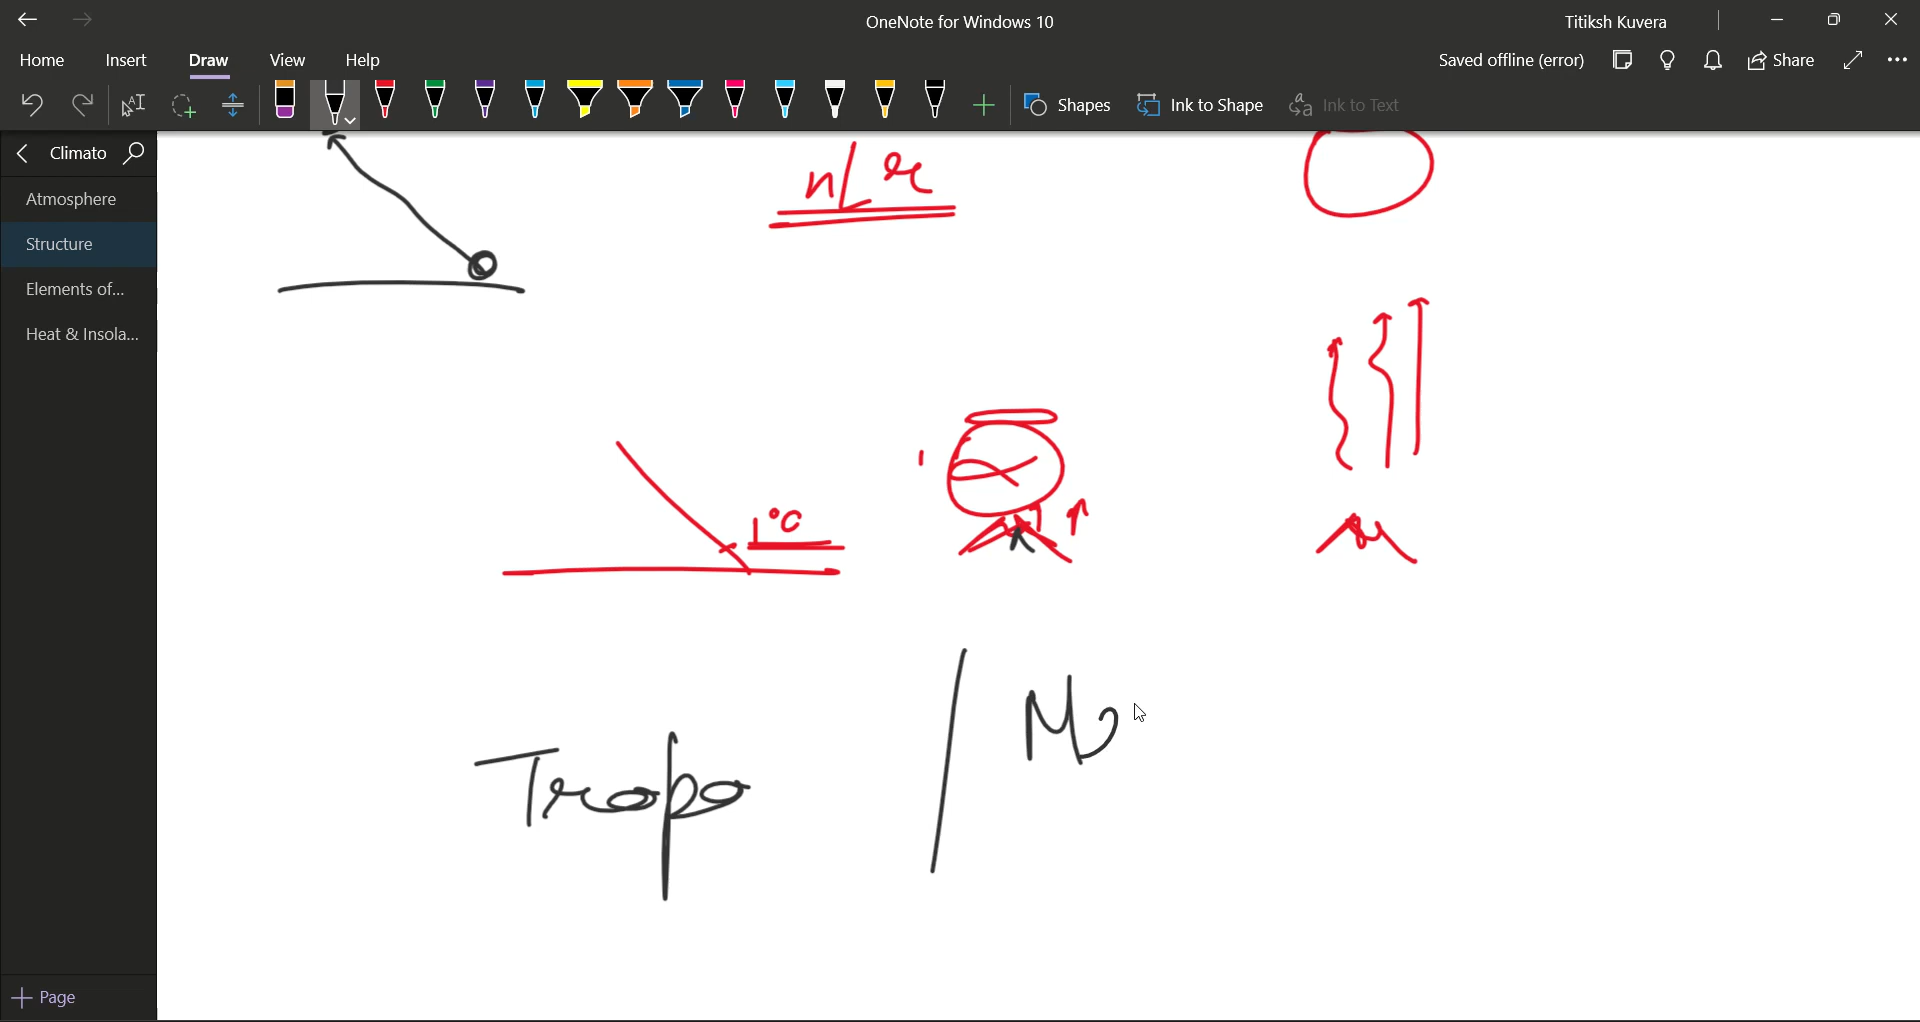 OneNote for Windows 10
Titiksh Kuvera
Home Insert Draw View Help
Saved offline (error) Share
Shapes Ink to Shape Ink to Text
Climato
Atmosphere
Structure
Elements of...
Heat & Insola...
1°C
Tropo
Page